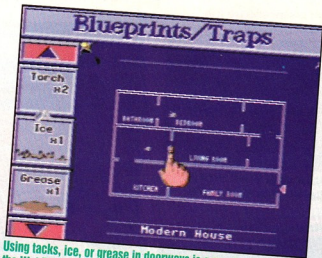 Blueprints/Traps
Torch
x2
BATHROOM
BEDROOM
Ice
x1
LIVING ROOM
Grease
x1
KITCHEN
FAMILY ROOM
Modern House
Using tacks, ice, or grease in doorways